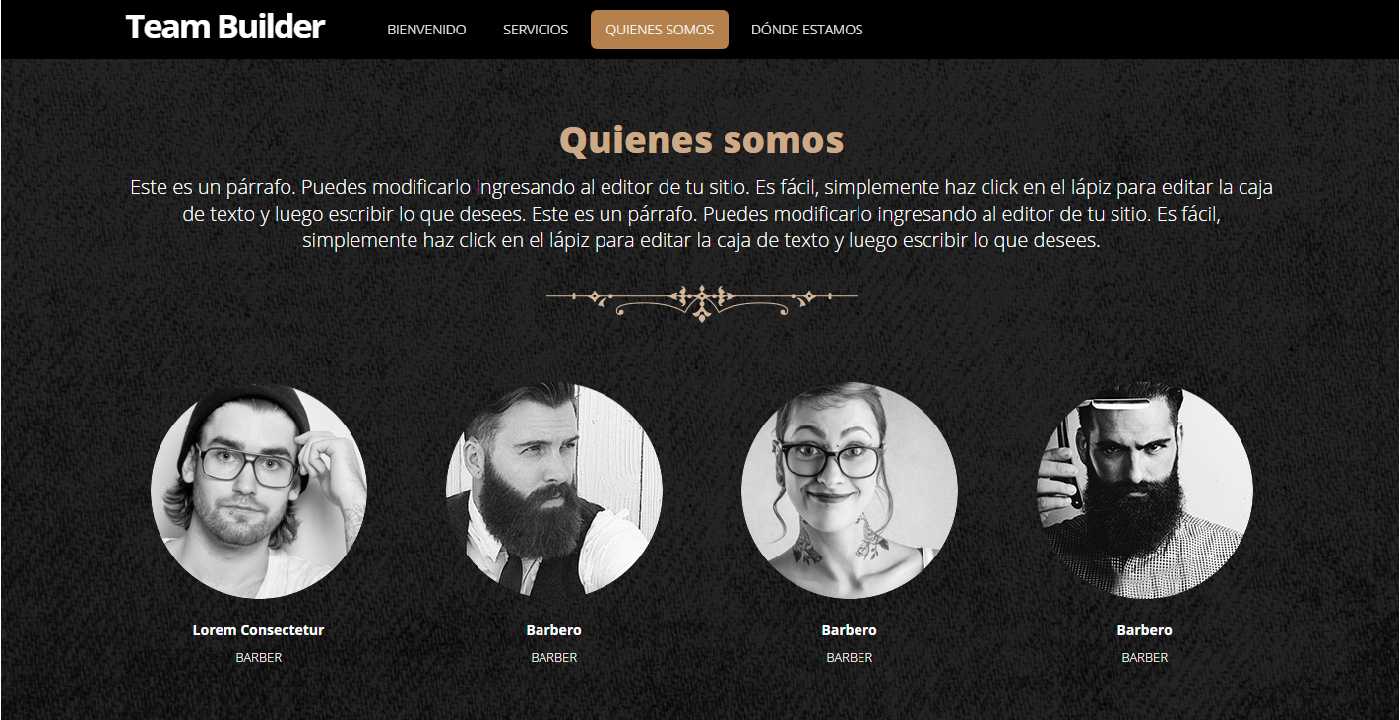 Team Builder
BIENVENIDO SERVICIOS QUIENES SOMOS DÓNDE ESTAMOS
Quienes somos
Este es un párrafo. Puedes modificarlo ingresando al editor de tu sitio. Es fácil, simplemente haz click en el lápiz para editar la caja
de texto y luego escribir lo que desees. Este es un párrafo. Puedes modificarlo ingresando al editor de tu sitio. Es fácil,
simplemente haz click en el lápiz para editar la caja de texto y luego escribir lo que desees.
Lorem Consectetur
BARBER
Barbero
BARBER
Barbero
BARBER
Barbero
BARBER